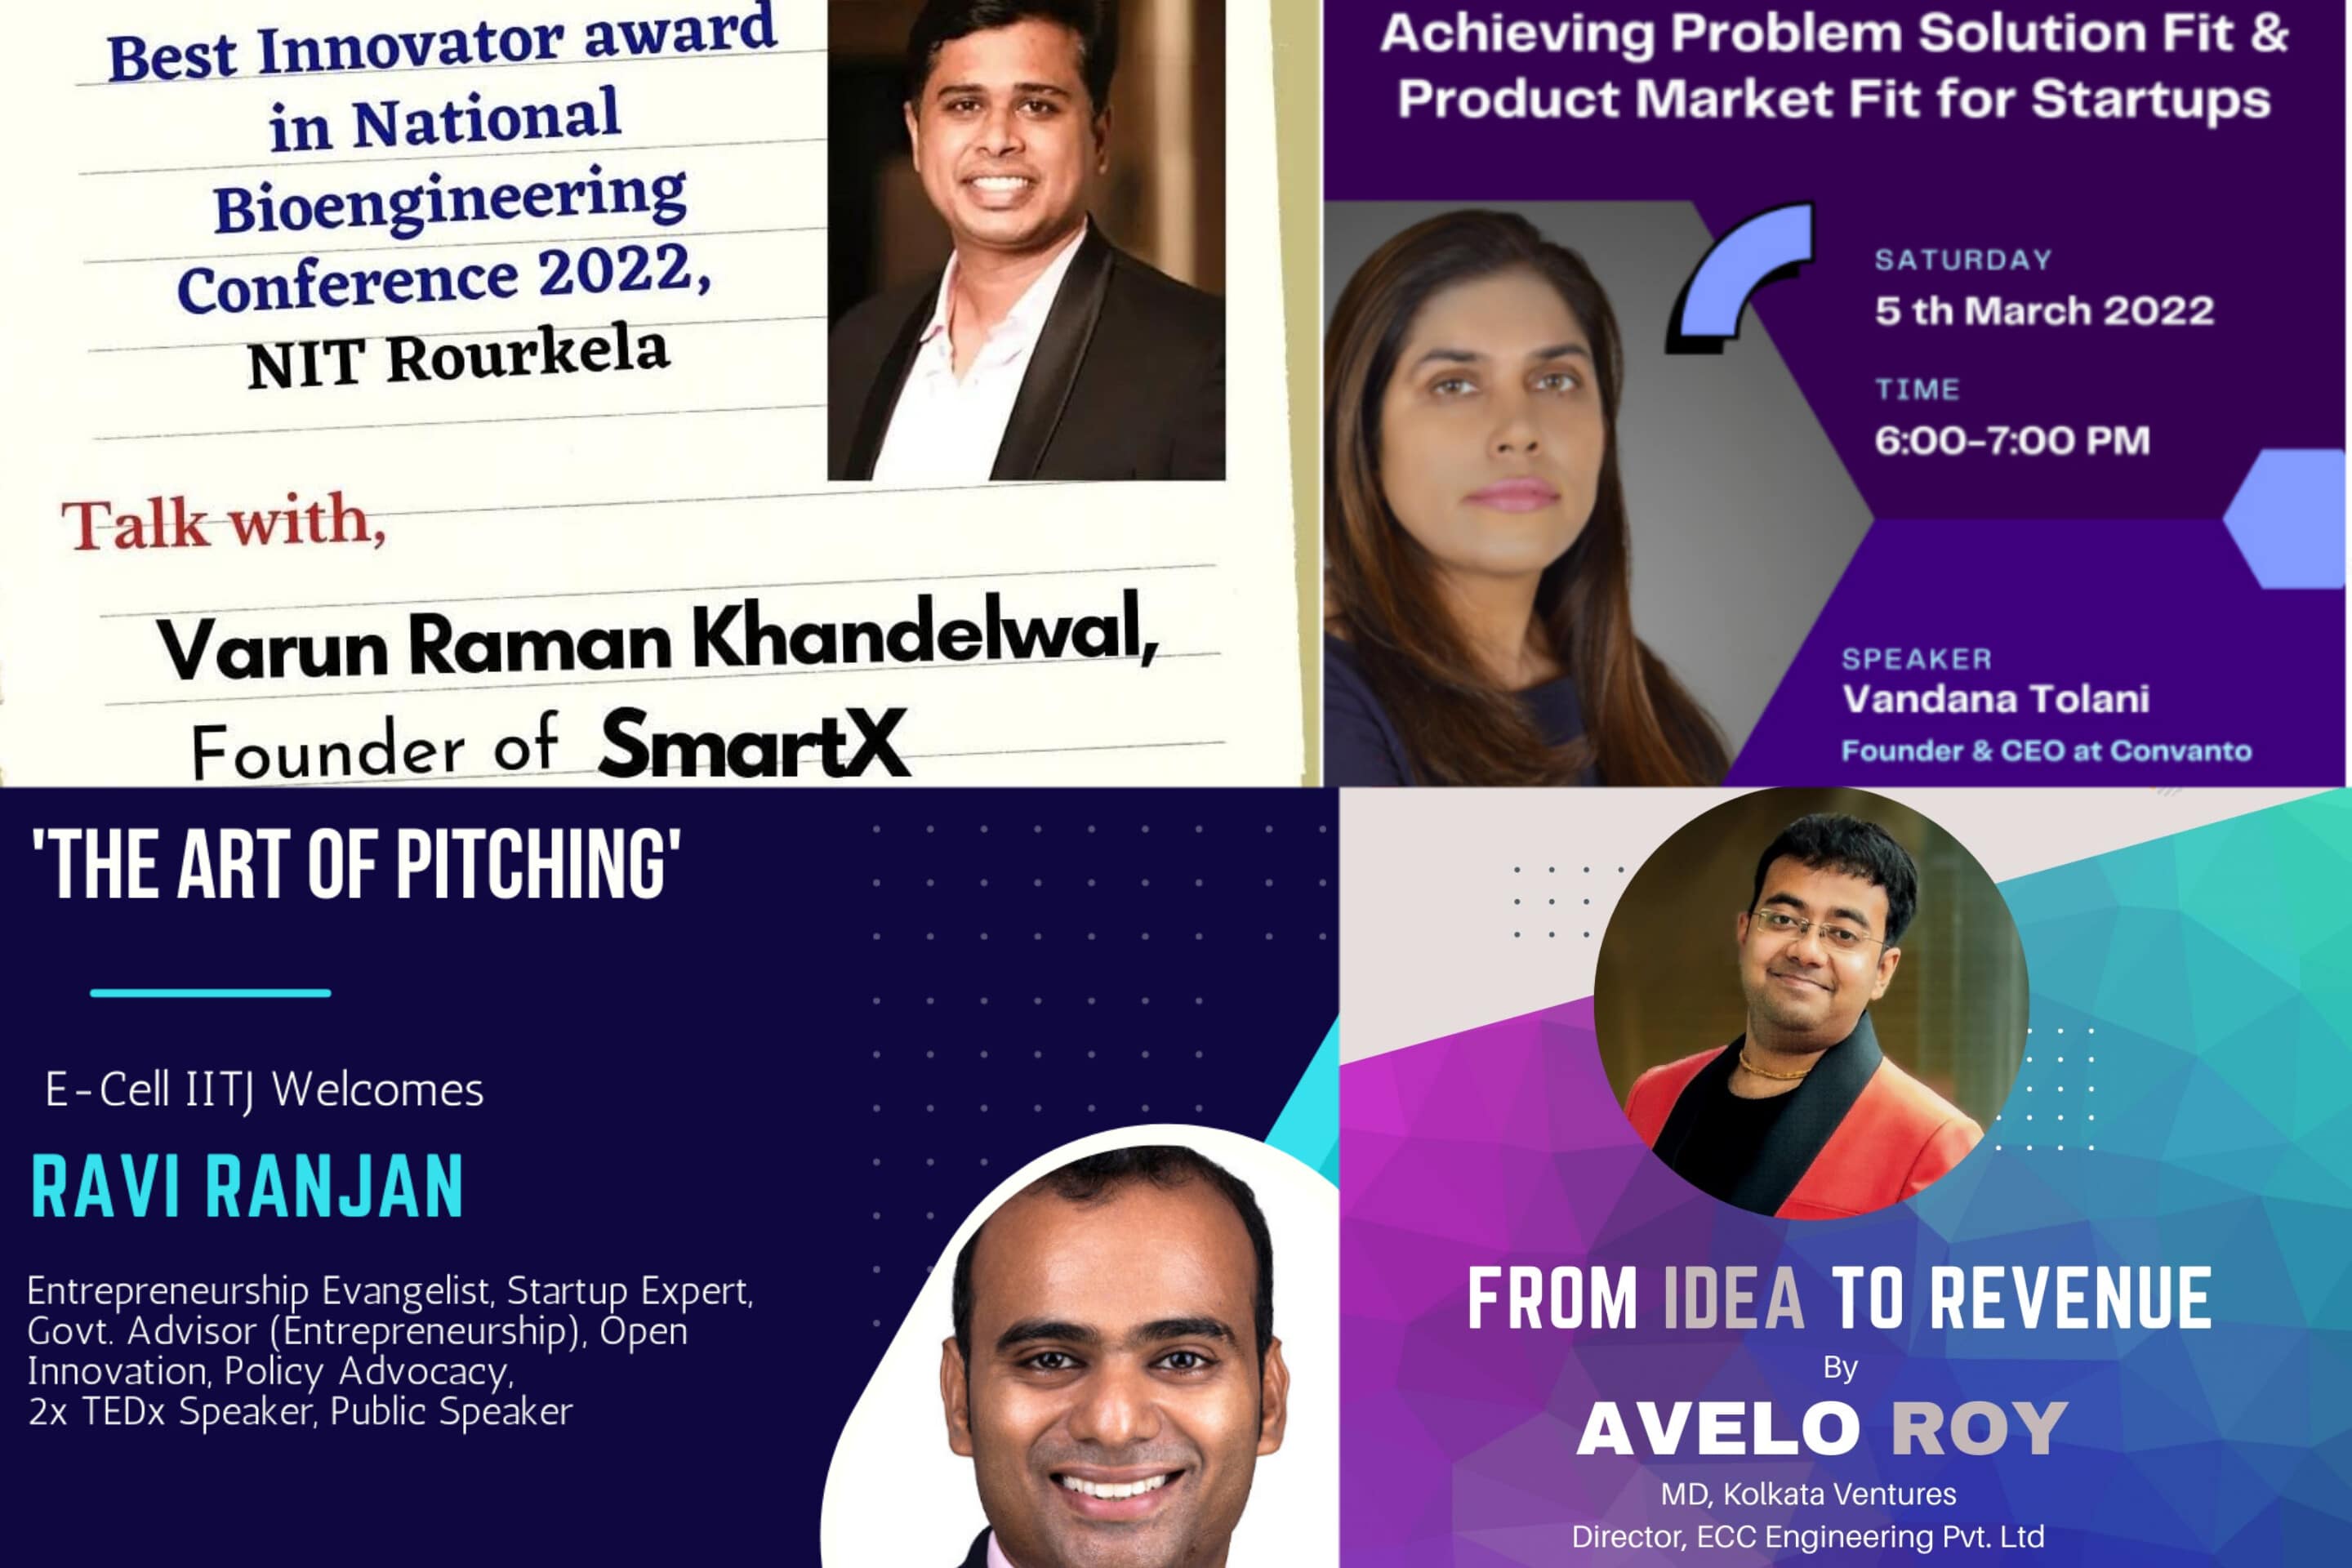 Best Innovator award
in National
Bioengineering
Conference 2022,
NIT Rourkela
Talk with,
Varun Raman Khandelwal,
Founder of SmartX
Achieving Problem Solution Fit &
Product Market Fit for Startups
SATURDAY
5 th March 2022
TIME
6:00-7:00 PM
SPEAKER
Vandana Tolani
Founder & CEO at Convanto
'THE ART OF PITCHING'
E-Cell IITJ Welcomes
RAVI RANJAN
Entrepreneurship Evangelist, Startup Expert,
Govt. Advisor (Entrepreneurship), Open
Innovation, Policy Advocacy,
2x TEDx Speaker, Public Speaker
FROM IDEA TO REVENUE
By
AVELO ROY
MD, Kolkata Ventures
Director, ECC Engineering Pvt. Ltd